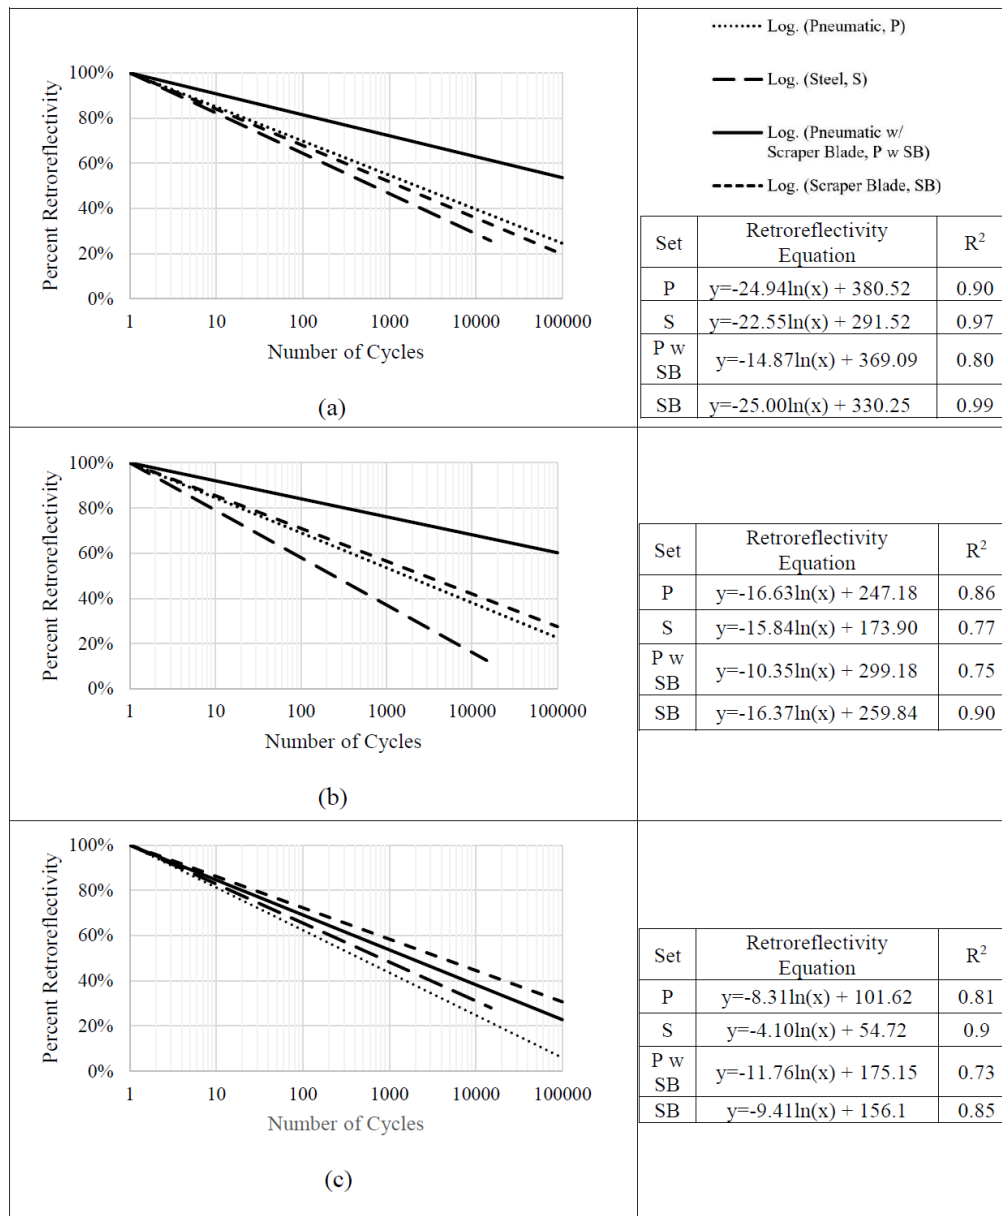 Log. (Pneumatic, P)
Log. (Steel, S)
Log. (Pneumatic w/
Scraper Blade, P w SB)
Log. (Scraper Blade, SB)
Percent Retroreflectivity
100%
80%
60%
40%
20%
0%
1 10 100 1000 10000 100000
Number of Cycles
(a)
Set Retroreflectivity Equation R²
P y=-24.94ln(x) + 380.52 0.90
S y=-22.55ln(x) + 291.52 0.97
P w SB y=-14.87ln(x) + 369.09 0.80
SB y=-25.00ln(x) + 330.25 0.99
Percent Retroreflectivity
100%
80%
60%
40%
20%
0%
1 10 100 1000 10000 100000
Number of Cycles
(b)
Set Retroreflectivity Equation R²
P y=-16.63ln(x) + 247.18 0.86
S y=-15.84ln(x) + 173.90 0.77
P w SB y=-10.35ln(x) + 299.18 0.75
SB y=-16.37ln(x) + 259.84 0.90
Percent Retroreflectivity
100%
80%
60%
40%
20%
0%
1 10 100 1000 10000 100000
Number of Cycles
(c)
Set Retroreflectivity Equation R²
P y=-8.31ln(x) + 101.62 0.81
S y=-4.10ln(x) + 54.72 0.9
P w SB y=-11.76ln(x) + 175.15 0.73
SB y=-9.41ln(x) + 156.1 0.85